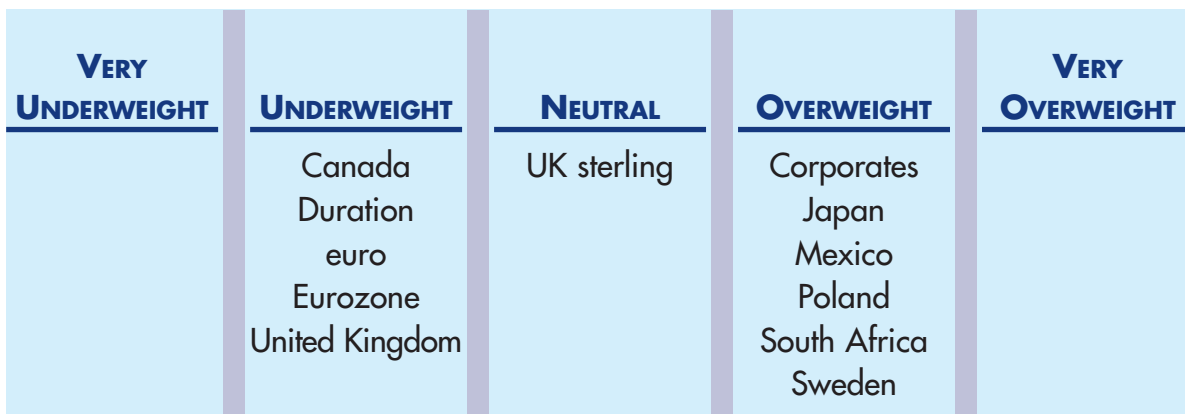 VERY
UNDERWEIGHT
UNDERWEIGHT
Canada
Duration
euro
Eurozone
United Kingdom
NEUTRAL
UK sterling
OVERWEIGHT
Corporates
Japan
Mexico
Poland
South Africa
Sweden
VERY
OVERWEIGHT